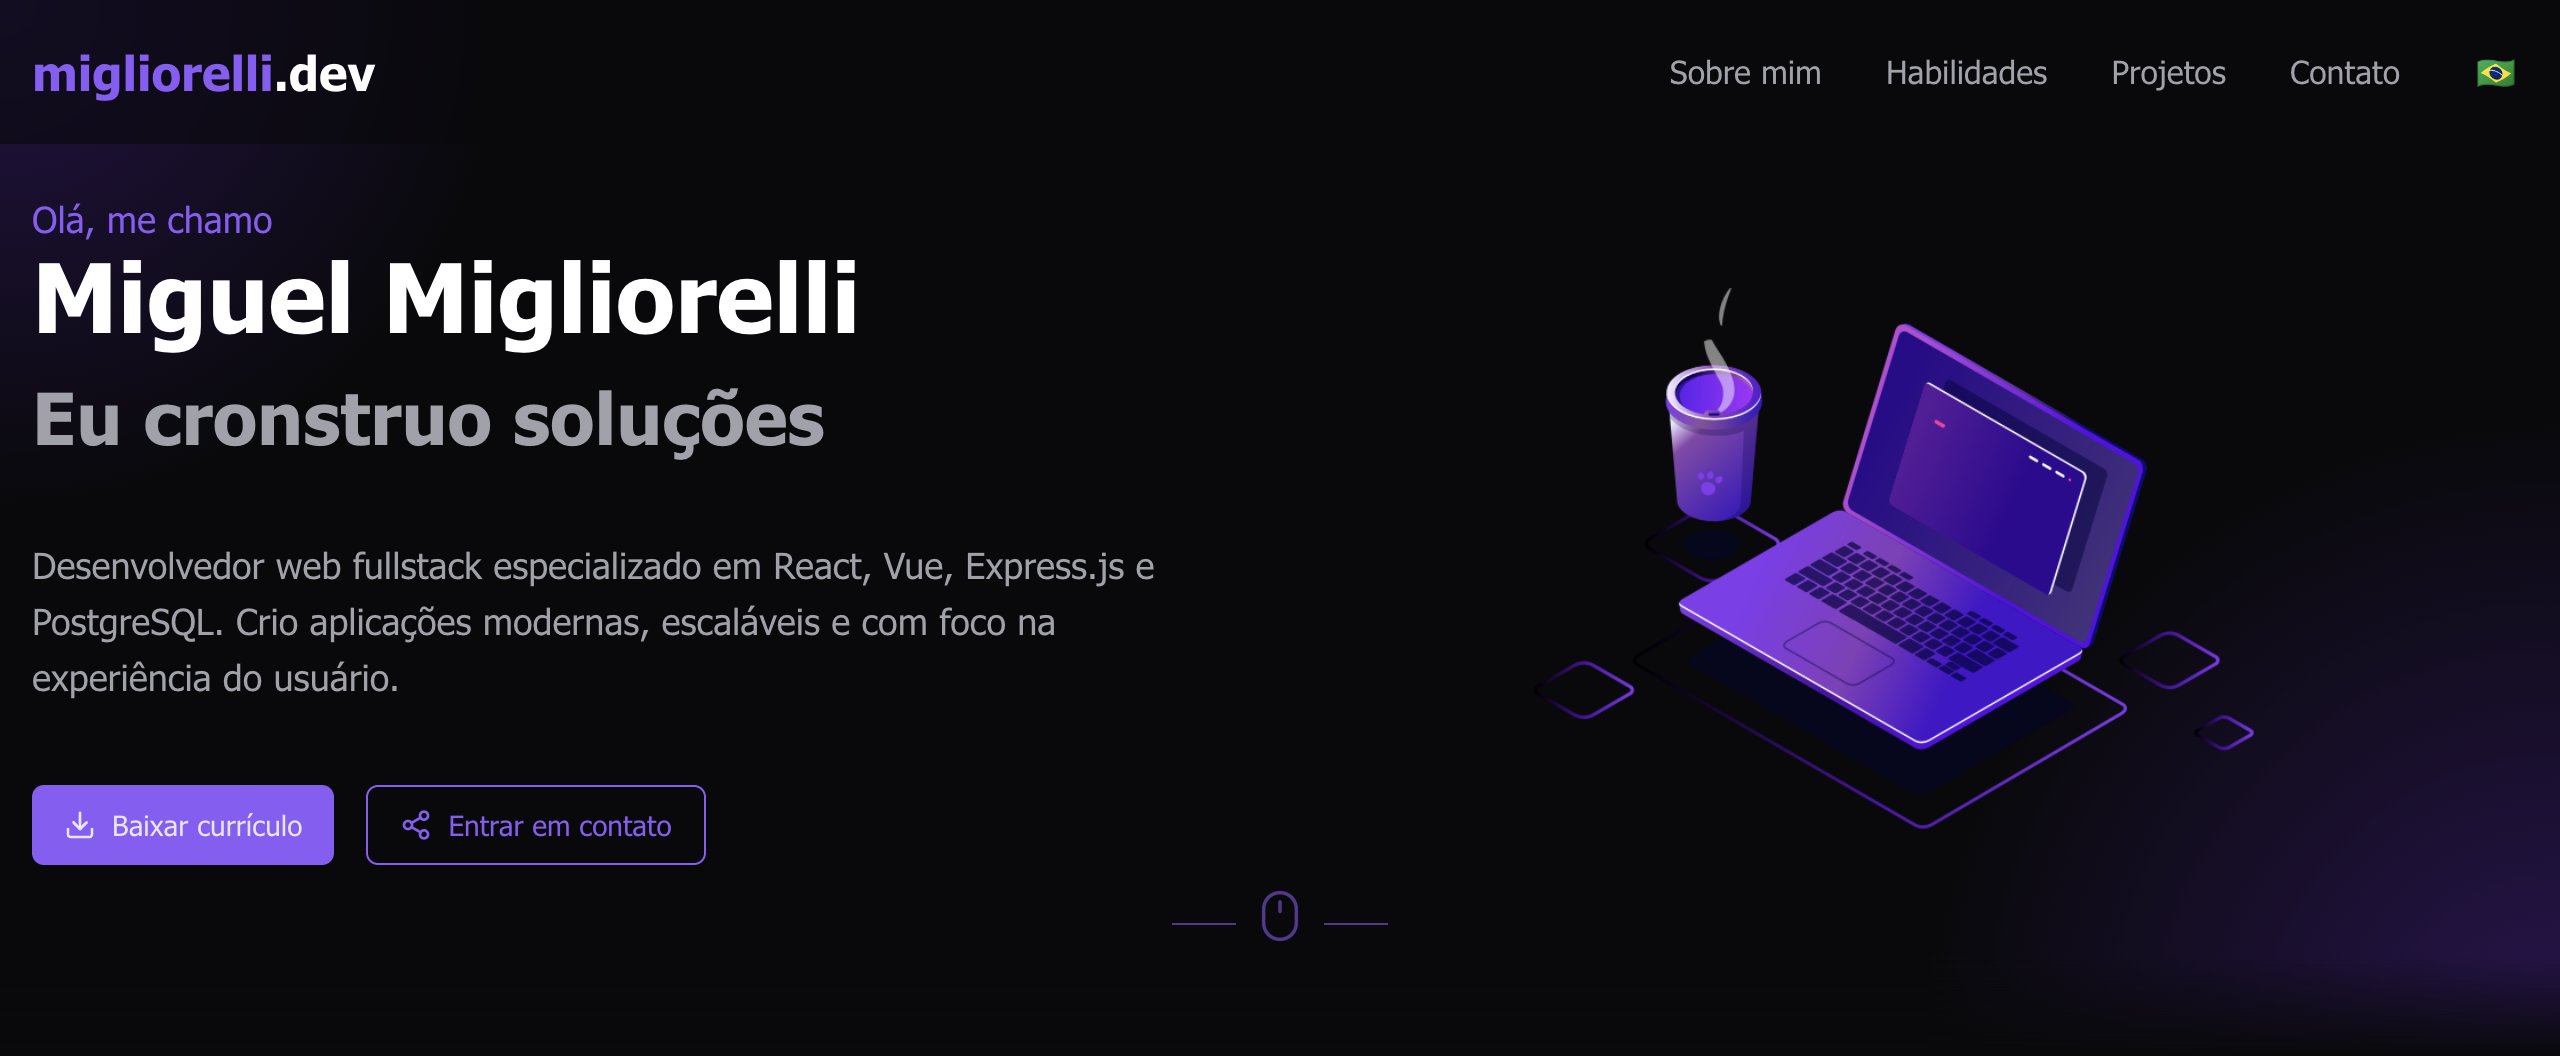 migliorelli.dev
Sobre mim
Habilidades
Projetos
Contato
Olá, me chamo
Miguel Migliorelli
Eu cronstruo soluções
Desenvolvedor web fullstack especializado em React, Vue, Express.js e
PostgreSQL. Crio aplicações modernas, escaláveis e com foco na
experiência do usuário.
Baixar currículo
Entrar em contato